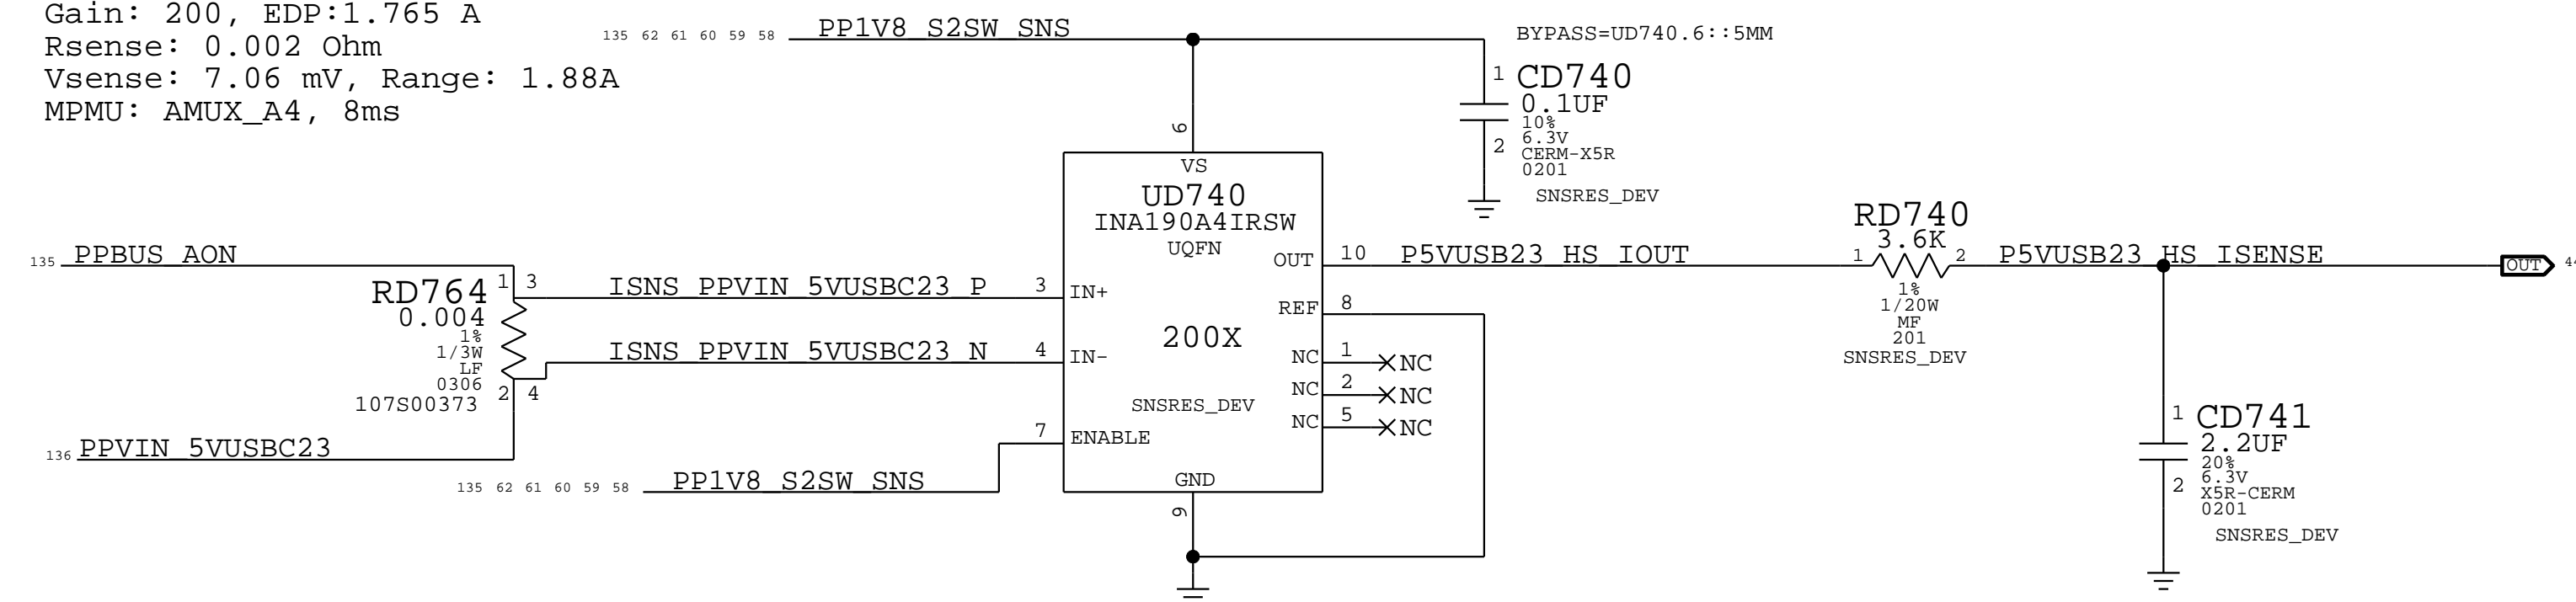 Gain: 200, EDP:1.765 A
Rsense: 0.002 Ohm
Vsense: 7.06 mV, Range: 1.88A
MPMU: AMUX_A4, 8ms
135 62 61 60 59 58 PP1V8_S2SW_SNS
BYPASS=UD740.6::5MM
1 CD740
0.1UF
10%
6.3V
2
CERM-X5R
0201
SNSRES_DEV
6
VS
UD740
INA190A4IRSW
UQFN
200X
SNSRES_DEV
GND
9
135 PPBUS_AON
1 3
RD764
0.004
1%
1/3W
LF
0306
2 4
107S00373
136 PPVIN_5VUSBC23
ISNS_PPVIN_5VUSBC23_P 3 IN+
ISNS_PPVIN_5VUSBC23_N 4 IN-
7 ENABLE
135 62 61 60 59 58 PP1V8_S2SW_SNS
OUT 10 P5VUSB23_HS_IOUT
REF 8
NC 1 NC
NC 2 NC
NC 5 NC
RD740
3.6K
1 2
1%
1/20W
MF
201
SNSRES_DEV
P5VUSB23_HS_ISENSE
OUT
1 CD741
2.2UF
20%
6.3V
2
X5R-CERM
0201
SNSRES_DEV